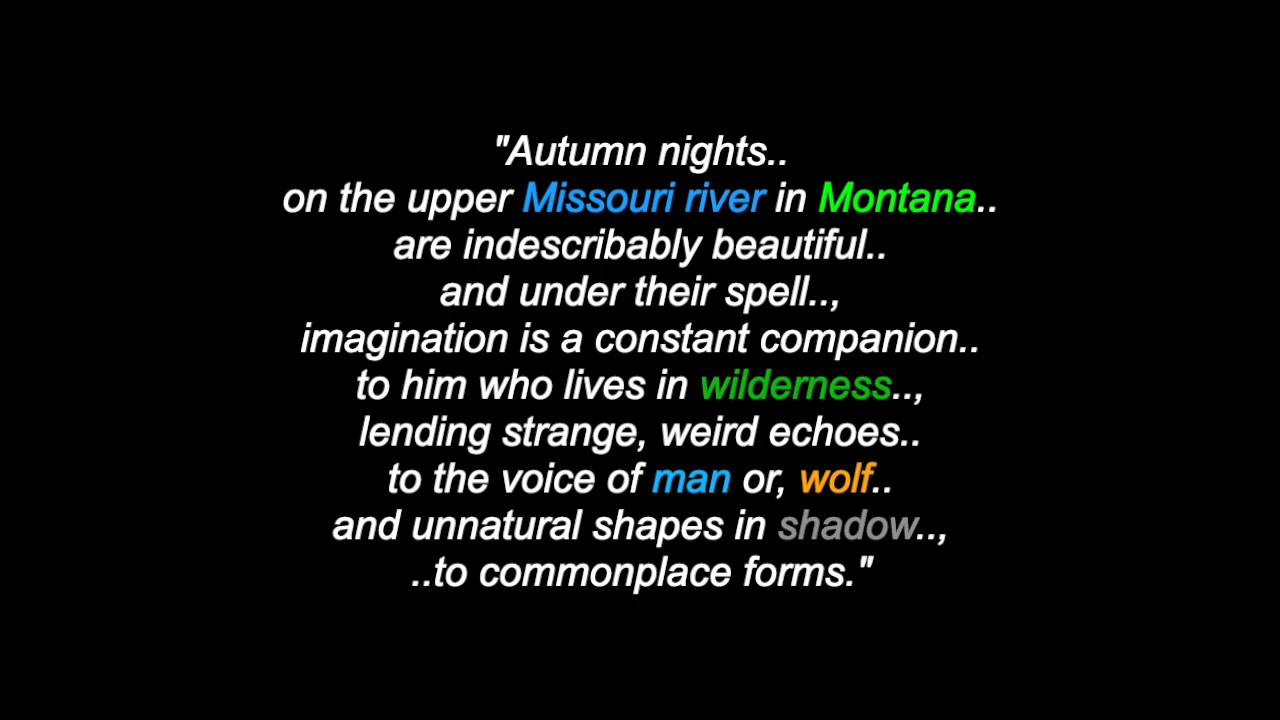 "Autumn nights..
on the upper Missouri river in Montana..
are indescribably beautiful..
and under their spell..,
imagination is a constant companion..
to him who lives in wilderness..,
lending strange, weird echoes..
to the voice of man or, wolf..
and unnatural shapes in shadow..,
..to commonplace forms."